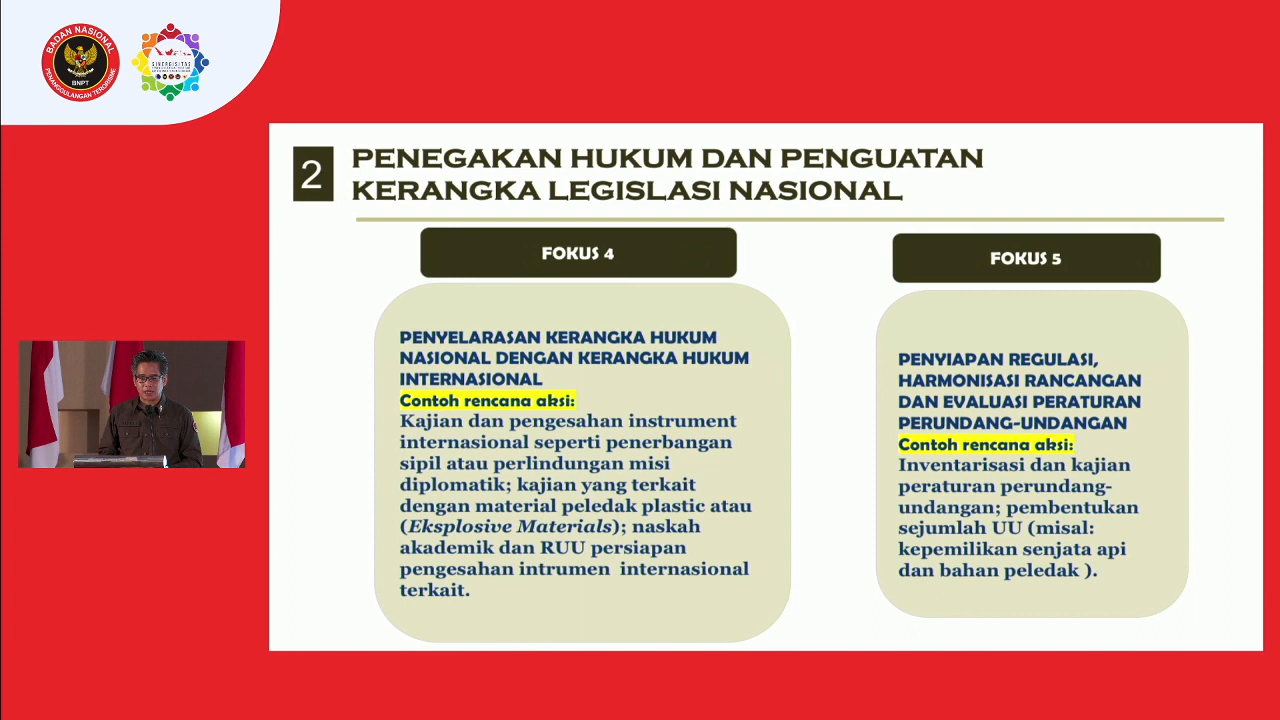 BADAN NASIONAL
BNPT
PENANGGULANGAN TERORISME
SINERGISITAS
2
PENEGAKAN HUKUM DAN PENGUATAN
KERANGKA LEGISLASI NASIONAL
FOKUS 4
PENYELARASAN KERANGKA HUKUM
NASIONAL DENGAN KERANGKA HUKUM
INTERNASIONAL
Contoh rencana aksi:
Kajian dan pengesahan instrument
internasional seperti penerbangan
sipil atau perlindungan misi
diplomatik; kajian yang terkait
dengan material peledak plastic atau
(Eksplosive Materials); naskah
akademik dan RUU persiapan
pengesahan intrumen internasional
terkait.
FOKUS 5
PENYIAPAN REGULASI,
HARMONISASI RANCANGAN
DAN EVALUASI PERATURAN
PERUNDANG-UNDANGAN
Contoh rencana aksi:
Inventarisasi dan kajian
peraturan perundang-
undangan; pembentukan
sejumlah UU (misal:
kepemilikan senjata api
dan bahan peledak ).